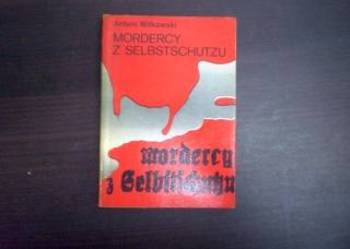 Antoni Witkowski
MORDERCY
Z SELBSTSCHUTZU
mordercy
z Selbstschutzu